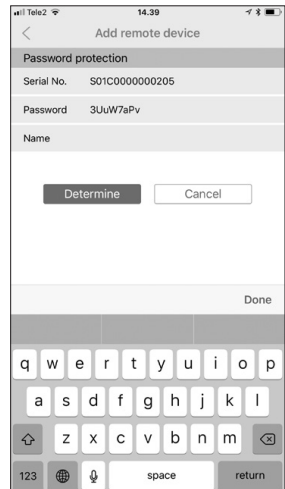 Tele2 14.39
Add remote device
Password protection
Serial No. S01C0000000205
Password 3UuW7aPv
Name
Determine Cancel
Done
q w e r t y u i o p
a s d f g h j k l
z x c v b n m
123 space return